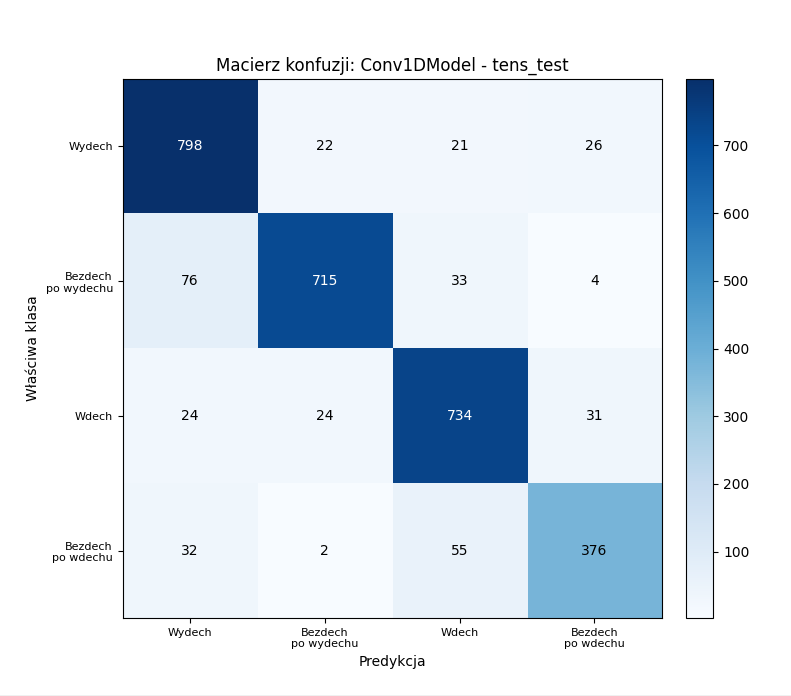 Macierz konfuzji: Conv1DModel - tens_test
Właściwa klasa
Wydech
798
22
21
26
Bezdech
po wydechu
76
715
33
4
Wdech
24
24
734
31
Bezdech
po wdechu
32
2
55
376
Wydech
Bezdech
po wydechu
Wdech
Bezdech
po wdechu
Predykcja
700
600
500
400
300
200
100